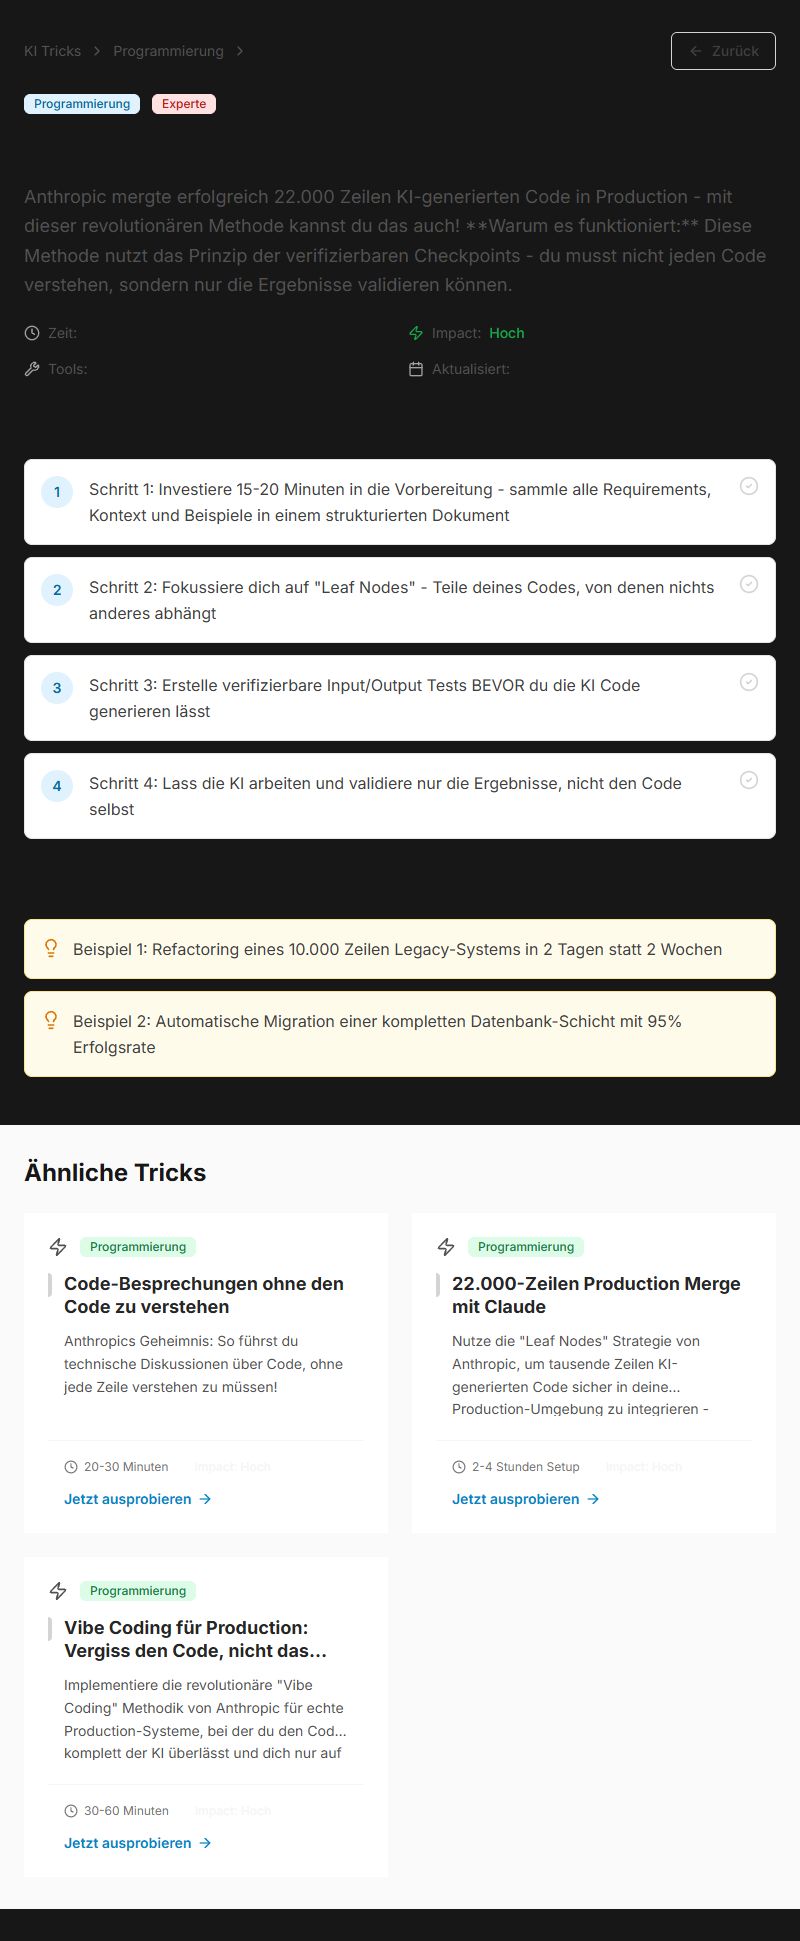 KI Tricks > Programmierung >
← Zurück
Programmierung
Experte
Anthropic mergte erfolgreich 22.000 Zeilen KI-generierten Code in Production - mit
dieser revolutionären Methode kannst du das auch! **Warum es funktioniert:** Diese
Methode nutzt das Prinzip der verifizierbaren Checkpoints - du musst nicht jeden Code
verstehen, sondern nur die Ergebnisse validieren können.
Zeit:
Impact: Hoch
Tools:
Aktualisiert:
1
Schritt 1: Investiere 15-20 Minuten in die Vorbereitung - sammle alle Requirements,
Kontext und Beispiele in einem strukturierten Dokument
2
Schritt 2: Fokussiere dich auf "Leaf Nodes" - Teile deines Codes, von denen nichts
anderes abhängt
3
Schritt 3: Erstelle verifizierbare Input/Output Tests BEVOR du die KI Code
generieren lässt
4
Schritt 4: Lass die KI arbeiten und validiere nur die Ergebnisse, nicht den Code
selbst
Beispiel 1: Refactoring eines 10.000 Zeilen Legacy-Systems in 2 Tagen statt 2 Wochen
Beispiel 2: Automatische Migration einer kompletten Datenbank-Schicht mit 95%
Erfolgsrate
Ähnliche Tricks
Programmierung
Code-Besprechungen ohne den
Code zu verstehen
Anthropics Geheimnis: So führst du
technische Diskussionen über Code, ohne
jede Zeile verstehen zu müssen!
20-30 Minuten
Impact: Hoch
Jetzt ausprobieren →
Programmierung
22.000-Zeilen Production Merge
mit Claude
Nutze die "Leaf Nodes" Strategie von
Anthropic, um tausende Zeilen KI-
generierten Code sicher in deine...
Production-Umgebung zu integrieren -
2-4 Stunden Setup
Impact: Hoch
Jetzt ausprobieren →
Programmierung
Vibe Coding für Production:
Vergiss den Code, nicht das...
Implementiere die revolutionäre "Vibe
Coding" Methodik von Anthropic für echte
Production-Systeme, bei der du den Cod...
komplett der KI überlässt und dich nur auf
30-60 Minuten
Impact: Hoch
Jetzt ausprobieren →